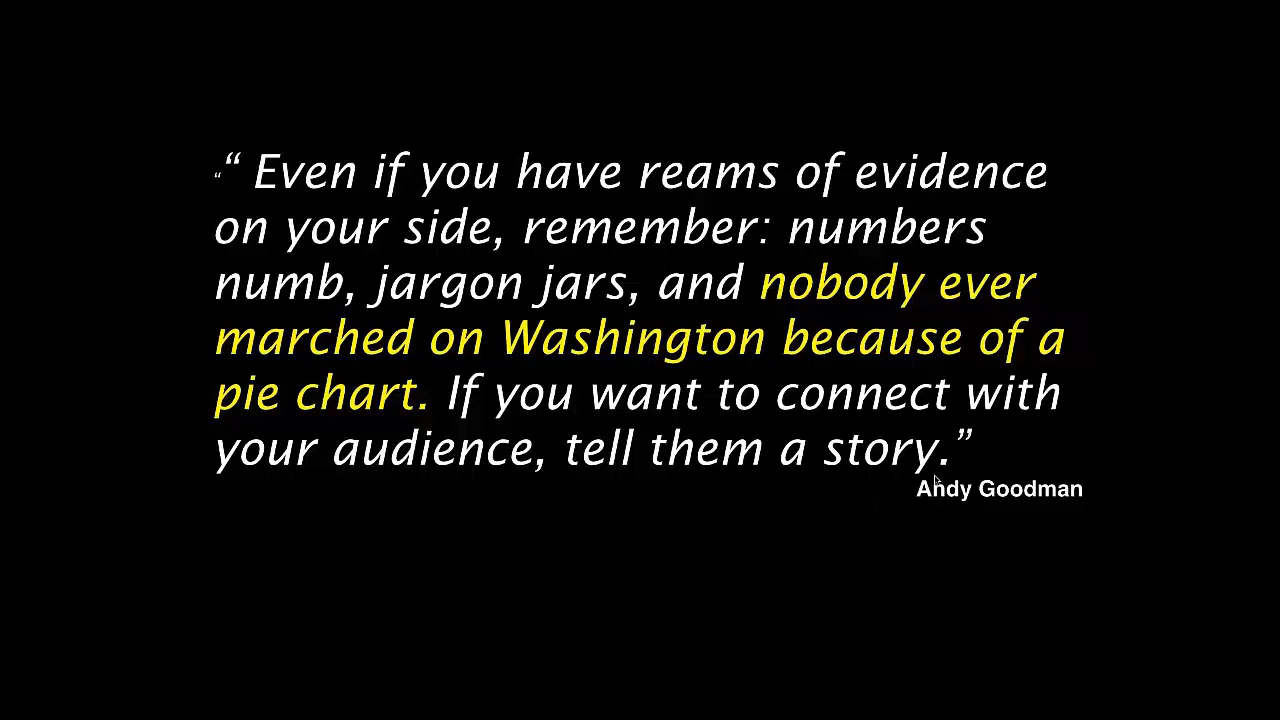 “ “ Even if you have reams of evidence
on your side, remember: numbers
numb, jargon jars, and nobody ever
marched on Washington because of a
pie chart. If you want to connect with
your audience, tell them a story.”
Andy Goodman